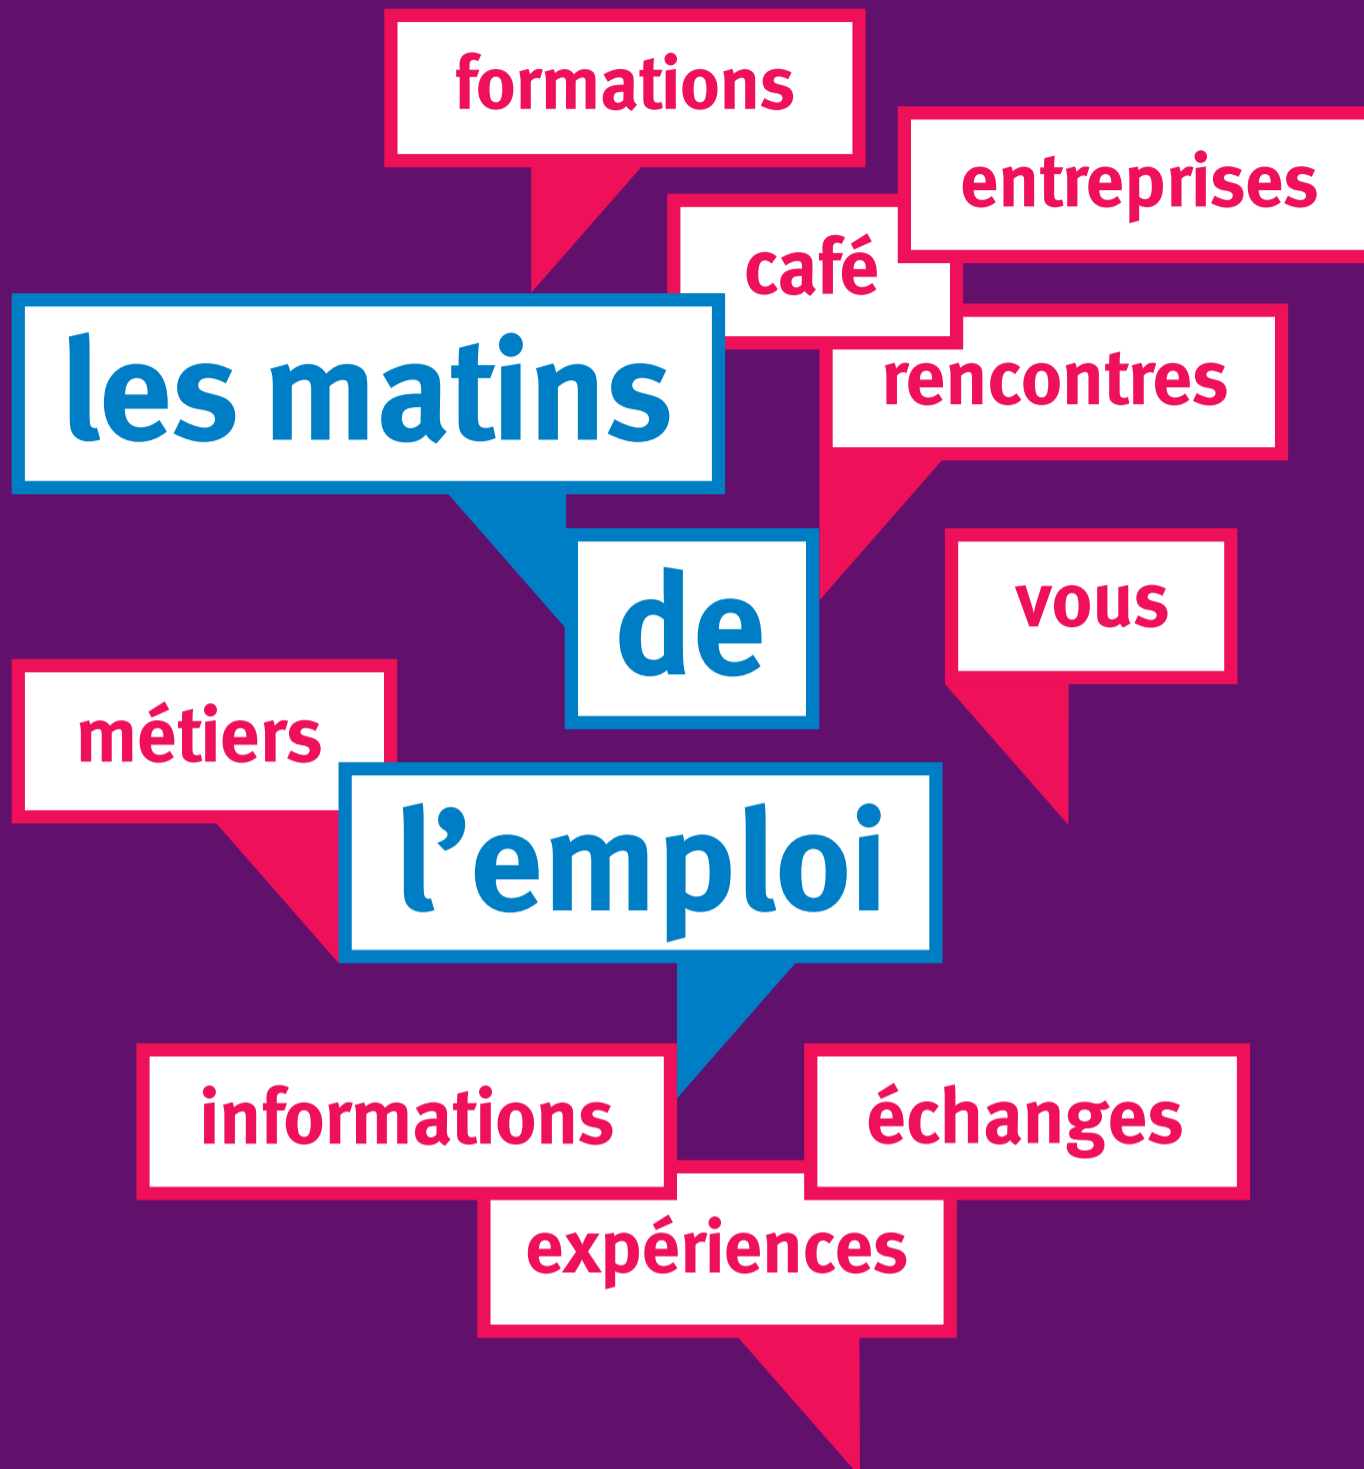 formations
entreprises
café
rencontres
les matins
de
vous
métiers
l’emploi
informations
échanges
expériences